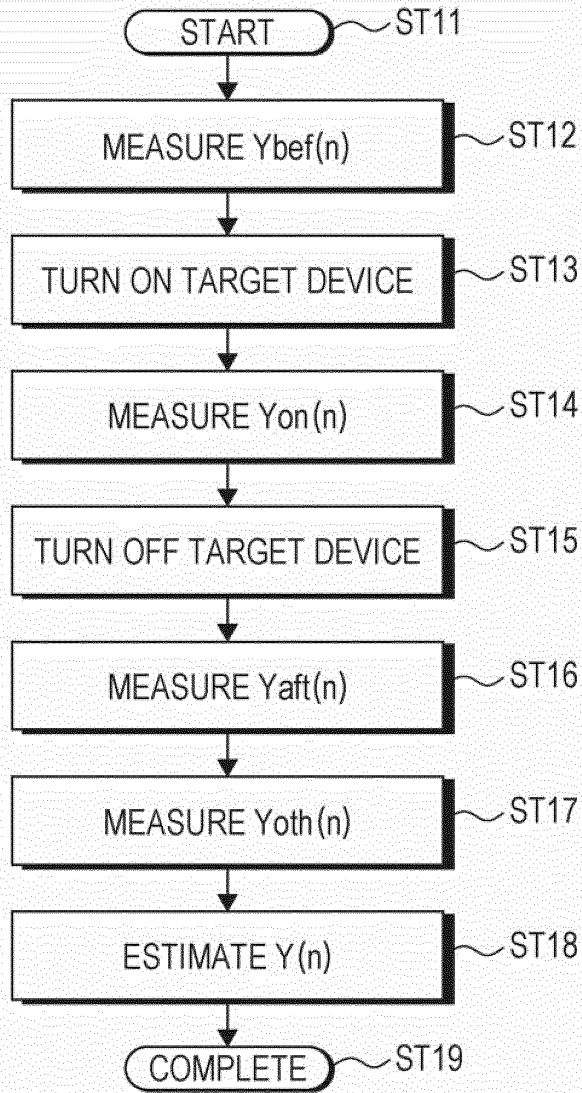 START
ST11
MEASURE Ybef(n)
ST12
TURN ON TARGET DEVICE
ST13
MEASURE Yon(n)
ST14
TURN OFF TARGET DEVICE
ST15
MEASURE Yaft(n)
ST16
MEASURE Yoth(n)
ST17
ESTIMATE Y(n)
ST18
COMPLETE
ST19